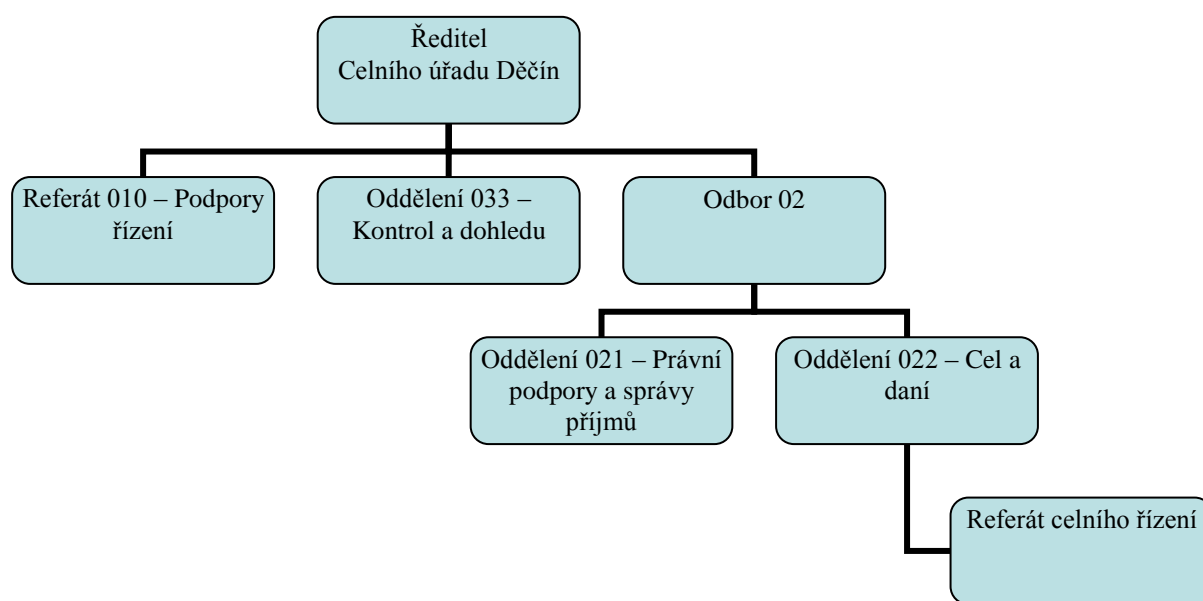 Ředitel
Celního úřadu Děčín
Referát 010 – Podpory
řízení
Oddělení 033 –
Kontrol a dohledu
Odbor 02
Oddělení 021 – Právní
podpory a správy
příjmů
Oddělení 022 – Cel a
daní
Referát celního řízení